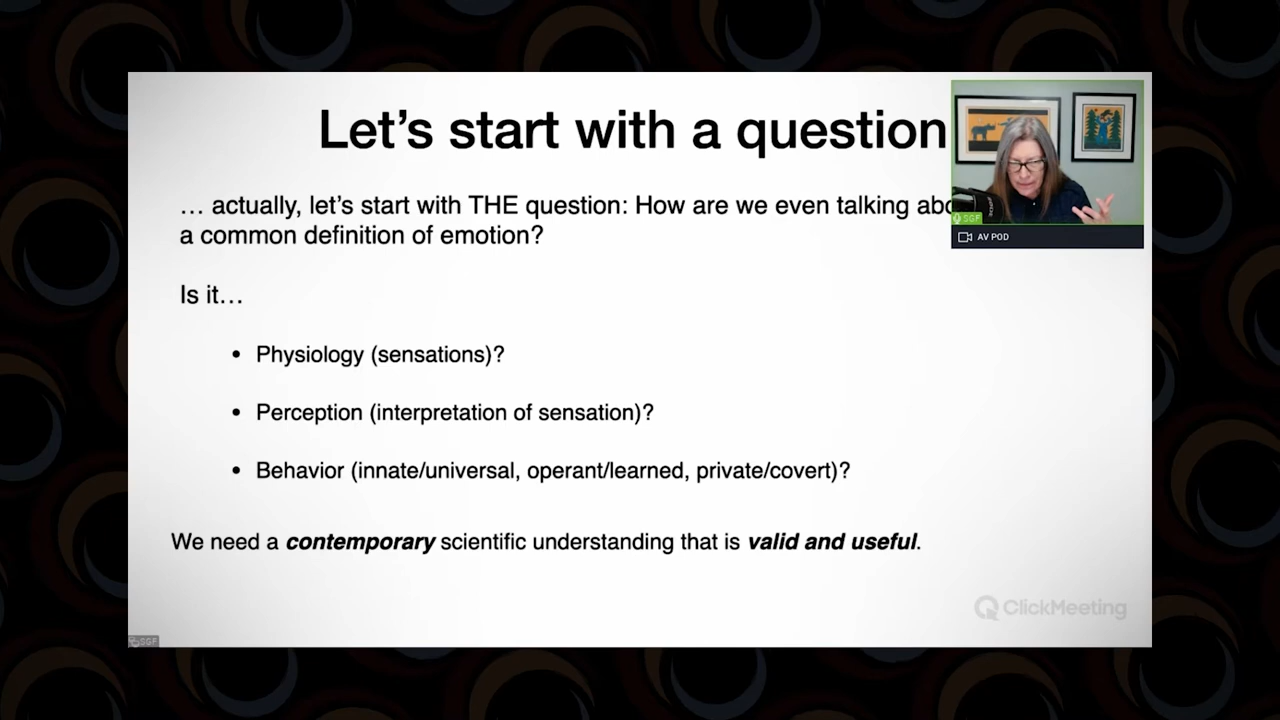 Let's start with a question
… actually, let's start with THE question: How are we even talking
a common definition of emotion?
Is it…
• Physiology (sensations)?
• Perception (interpretation of sensation)?
• Behavior (innate/universal, operant/learned, private/covert)?
We need a contemporary scientific understanding that is valid and useful.
SGF
AV POD
ClickMeeting
SGF